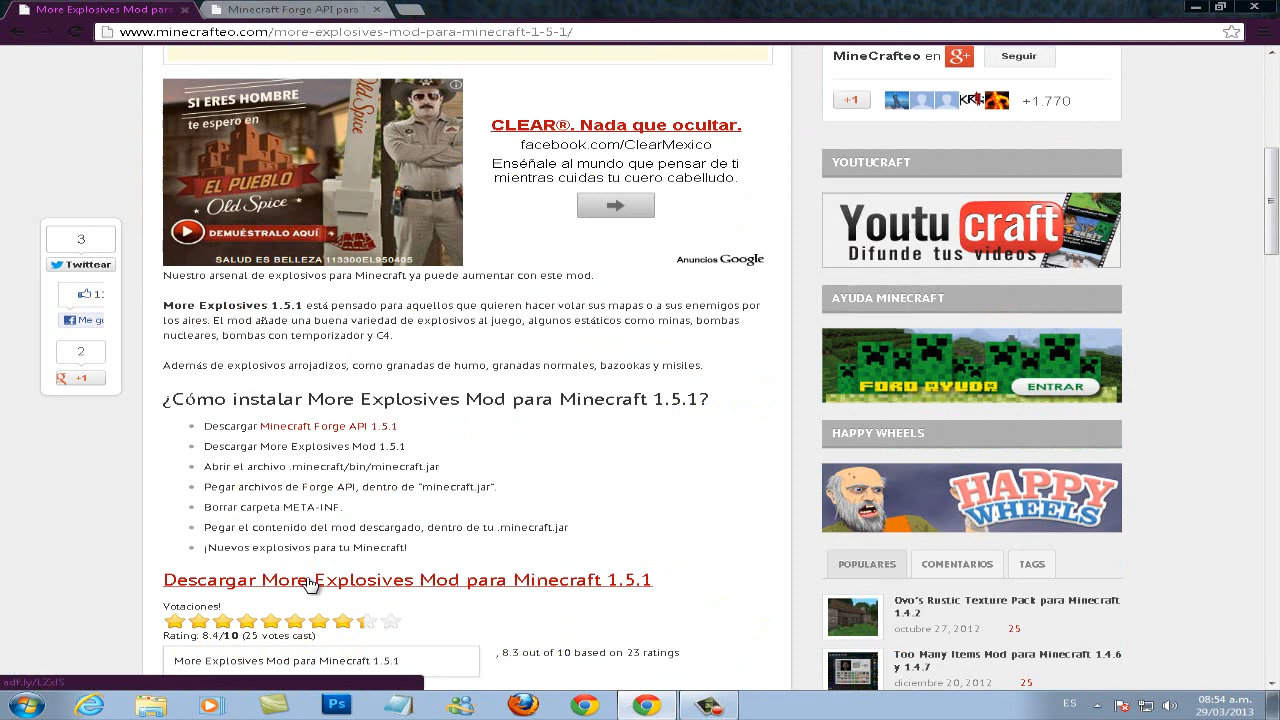 More Explosives Mod para
Minecraft Forge API para
www.minecrafteo.com/more-explosives-mod-para-minecraft-1-5-1/
SI ERES HOMBRE
te espero en
EL PUEBLO
Old Spice
DEMUÉSTRALO AQUÍ
SALUD ES BELLEZA 113300EL950405
Old Spice
CLEAR®. Nada que ocultar.
facebook.com/ClearMexico
Enséñale al mundo que pensar de ti
mientras cuidas tu cuero cabelludo.
Anuncios Google
Nuestro arsenal de explosivos para Minecraft ya puede aumentar con este mod.
More Explosives 1.5.1 está pensado para aquellos que quieren hacer volar sus mapas o a sus enemigos por
los aires. El mod añade una buena variedad de explosivos al juego, algunos estáticos como minas, bombas
nucleares, bombas con temporizador y C4.
Además de explosivos arrojadizos, como granadas de humo, granadas normales, bazookas y misiles.
¿Cómo instalar More Explosives Mod para Minecraft 1.5.1?
Descargar Minecraft Forge API 1.5.1
Descargar More Explosives Mod 1.5.1
Abrir el archivo .minecraft/bin/minecraft.jar
Pegar archivos de Forge API, dentro de "minecraft.jar".
Borrar carpeta META-INF.
Pegar el contenido del mod descargado, dentro de tu .minecraft.jar
¡Nuevos explosivos para tu Minecraft!
Descargar More Explosives Mod para Minecraft 1.5.1
Votaciones!
Rating: 8.4/10 (25 votes cast)
More Explosives Mod para Minecraft 1.5.1
, 8.3 out of 10 based on 23 ratings
3
Twittear
11
Me gu
2
+1
MineCrafteo en g+
Seguir
+1
+1.770
YOUTUCRAFT
Youtu craft
Difunde tus videos
AYUDA MINECRAFT
FORO AYUDA
ENTRAR
HAPPY WHEELS
HAPPY
WHEELS
POPULARES
COMENTARIOS
TAGS
Ovo's Rustic Texture Pack para Minecraft
1.4.2
octubre 27, 2012
25
Too Many Items Mod para Minecraft 1.4.6
y 1.4.7
diciembre 20, 2012
25
Ps
ES
08:54 a.m.
29/03/2013